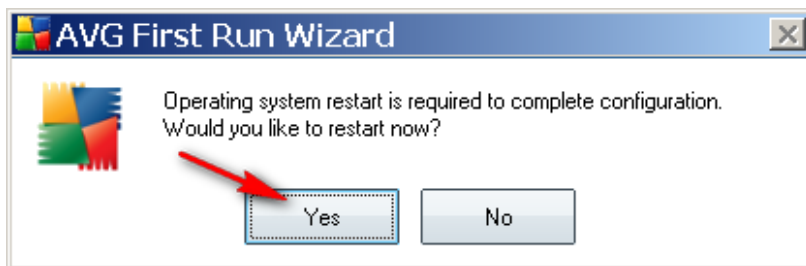 AVG First Run Wizard
Operating system restart is required to complete configuration.
Would you like to restart now?
Yes No